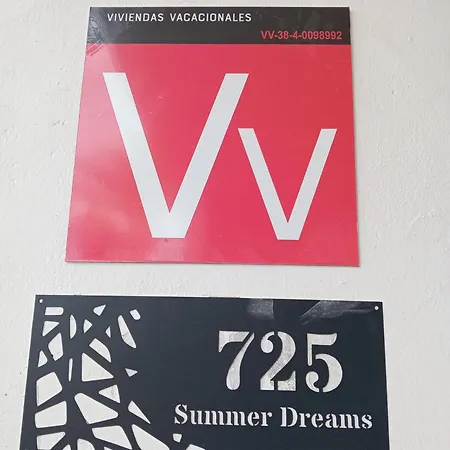 VIVIENDAS VACACIONALES
VV-38-4-0098992
Vv
725
Summer Dreams